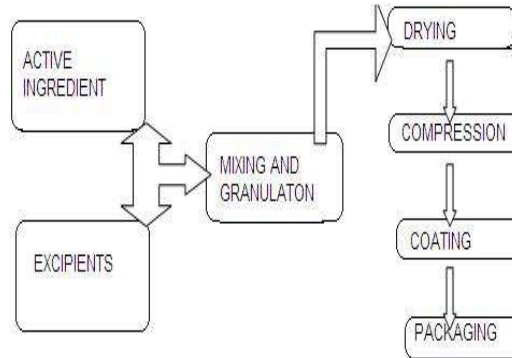 ACTIVE
INGREDIENT
EXCIPIENTS
MIXING AND
GRANULATON
DRYING
COMPRESSION
COATING
PACKAGING